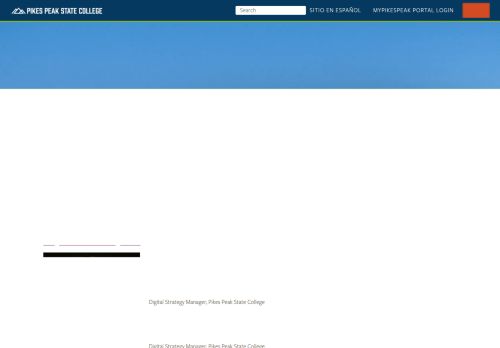 PIKES PEAK STATE COLLEGE
Search
SITIO EN ESPAÑOL
MYPIKESPEAK PORTAL LOGIN
Digital Strategy Manager, Pikes Peak State College
Digital Strategy Manager, Pikes Peak State College